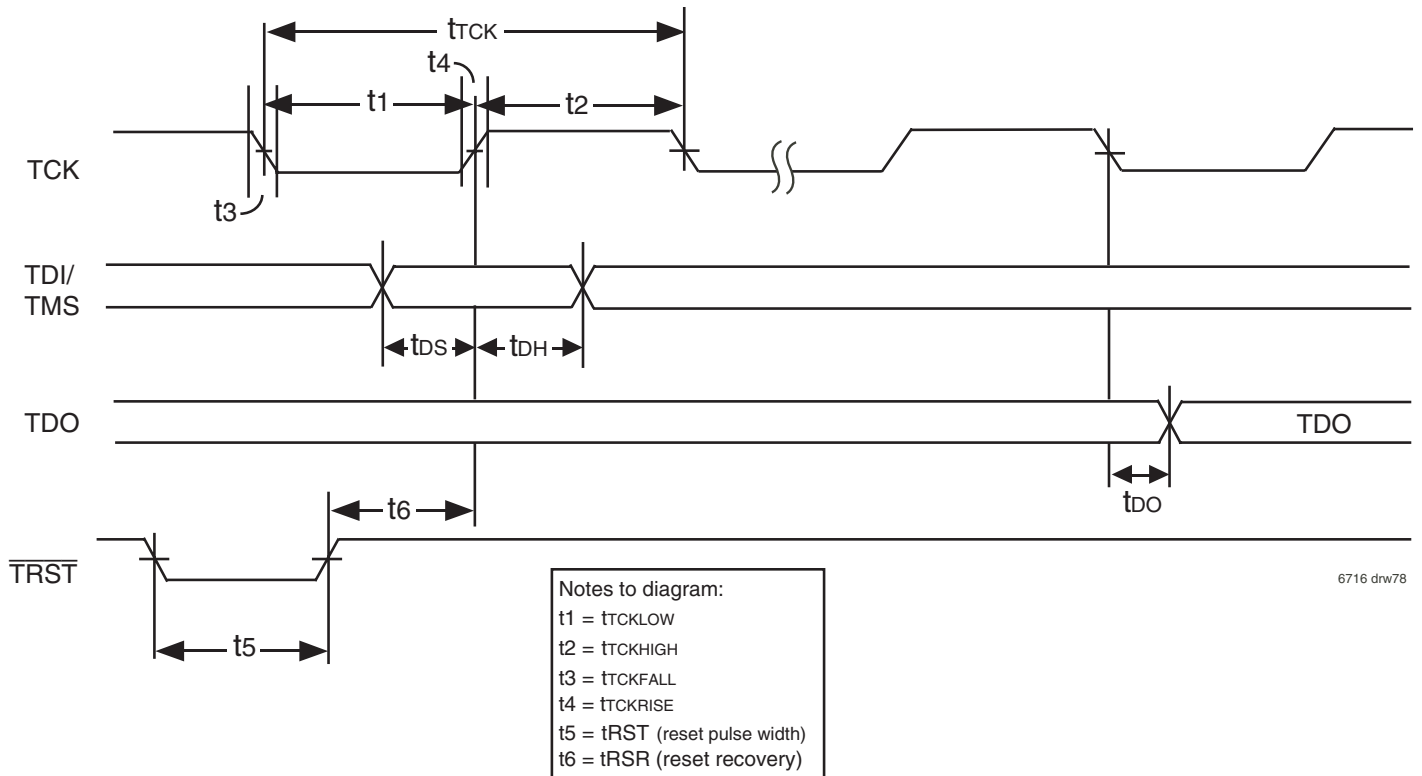 tTCK
t4
t1
t2
TCK
t3
TDI/
TMS
tDS
tDH
TDO
TDO
tDO
t6
TRST
6716 drw78
t5
Notes to diagram:
t1 = tTCKLOW
t2 = tTCKHIGH
t3 = tTCKFALL
t4 = tTCKRISE
t5 = tRST (reset pulse width)
t6 = tRSR (reset recovery)